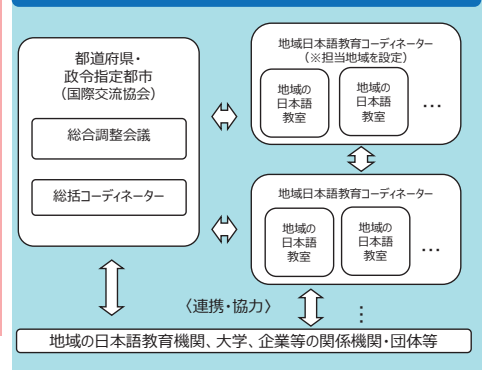 都道府県・
政令指定都市
（国際交流協会）
総合調整会議
総括コーディネーター
地域日本語教育コーディネーター
（※担当地域を設定）
地域の
日本語
教室
地域の
日本語
教室
…
地域日本語教育コーディネーター
地域の
日本語
教室
地域の
日本語
教室
…
〈連携・協力〉
⋮
地域の日本語教育機関、大学、企業等の関係機関・団体等